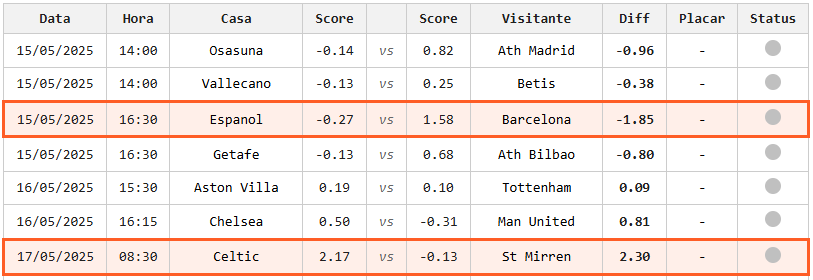 Data Hora Casa Score Score Visitante Diff Placar Status
15/05/2025 14:00 Osasuna -0.14 vs 0.82 Ath Madrid -0.96 -
15/05/2025 14:00 Vallecano -0.13 vs 0.25 Betis -0.38 -
15/05/2025 16:30 Espanol -0.27 vs 1.58 Barcelona -1.85 -
15/05/2025 16:30 Getafe -0.13 vs 0.68 Ath Bilbao -0.80 -
16/05/2025 15:30 Aston Villa 0.19 vs 0.10 Tottenham 0.09 -
16/05/2025 16:15 Chelsea 0.50 vs -0.31 Man United 0.81 -
17/05/2025 08:30 Celtic 2.17 vs -0.13 St Mirren 2.30 -